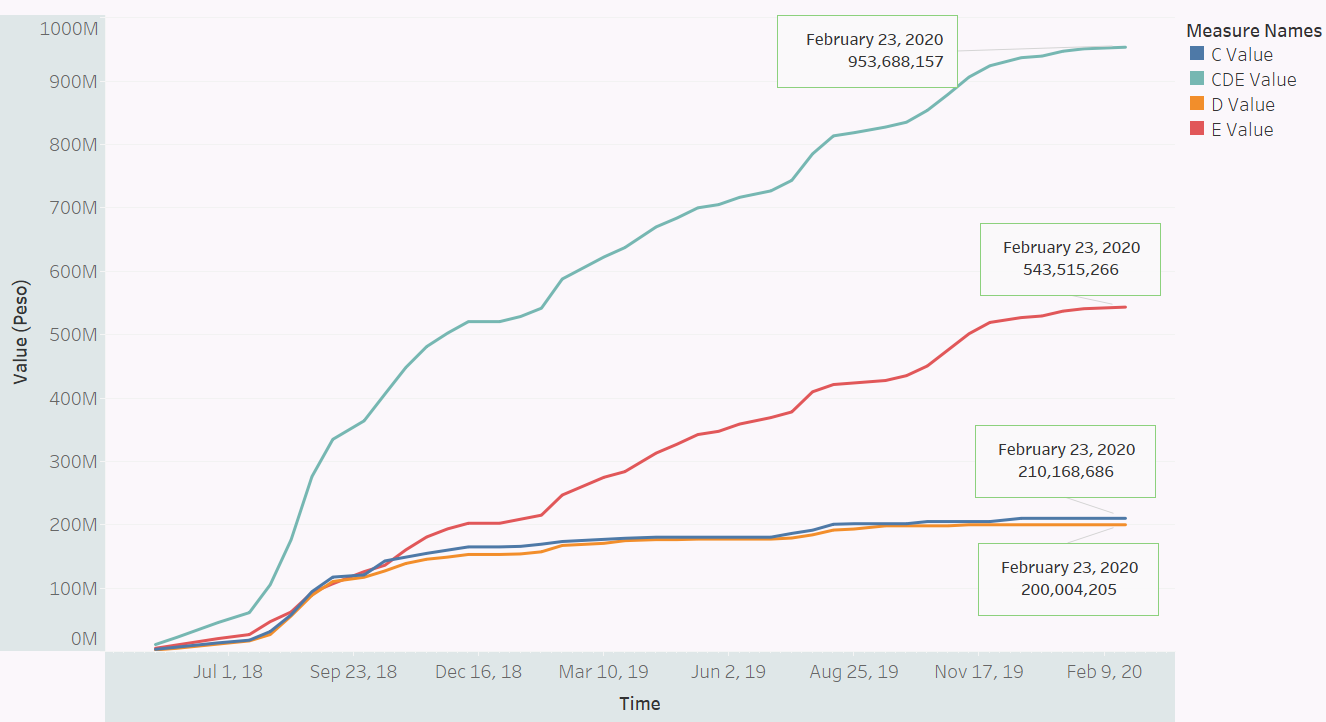 1000M
900M
800M
700M
600M
500M
400M
300M
200M
100M
0M
Value (Peso)
February 23, 2020
953,688,157
February 23, 2020
543,515,266
February 23, 2020
210,168,686
February 23, 2020
200,004,205
Jul 1, 18
Sep 23, 18
Dec 16, 18
Mar 10, 19
Jun 2, 19
Aug 25, 19
Nov 17, 19
Feb 9, 20
Time
Measure Names
C Value
CDE Value
D Value
E Value